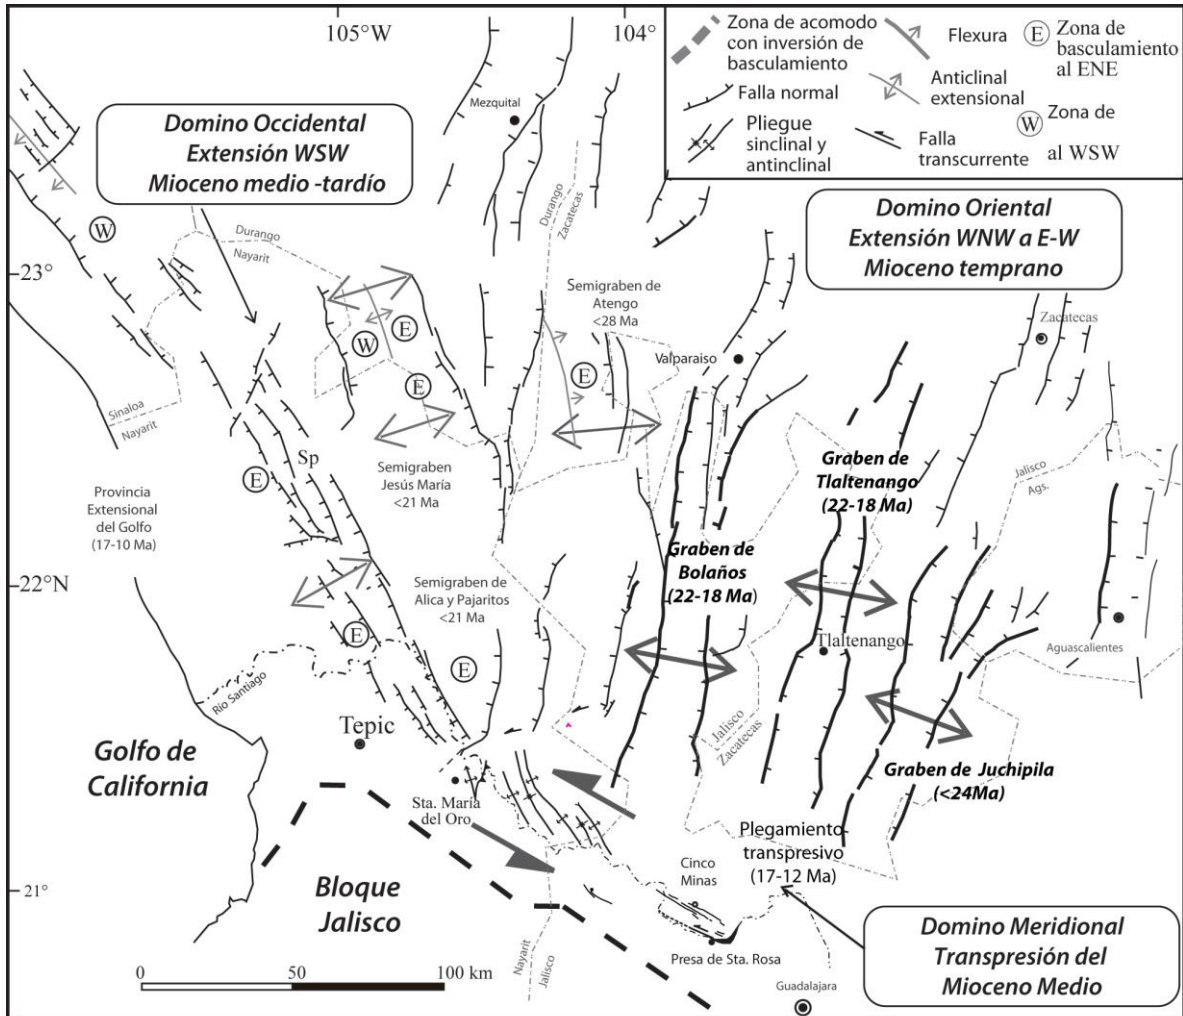 105°W
104°
Zona de acomodo
con inversión de
basculamiento
Flexura
E
Zona de
basculamiento
al ENE
Falla normal
Anticlinal
extensional
W
Zona de
al WSW
Pliegue
sinclinal y
antinclinal
Falla
transcurrente
Mezquital
Domino Occidental
Extensión WSW
Mioceno medio -tardío
Domino Oriental
Extensión WNW a E-W
Mioceno temprano
Durango
Zacatecas
W
Durango
Nayarit
23°
Semigraben de
Atengo
<28 Ma
Zacatecas
E
W
Valparaiso
E
E
Sinaloa
Nayarit
Sp
E
Semigraben
Jesús María
<21 Ma
Graben de
Tlaltenango
(22-18 Ma)
Jalisco
Ags.
Provincia
Extensional
del Golfo
(17-10 Ma)
Graben de
Bolaños
(22-18 Ma)
22°N
Semigraben de
Alica y Pajaritos
<21 Ma
E
E
Tlaltenango
Aguascalientes
Río Santiago
Tepic
Jalisco
Zacatecas
Golfo de
California
Graben de Juchipila
(<24Ma)
Sta. María
del Oro
Plegamiento
transpresivo
(17-12 Ma)
21°
Bloque
Jalisco
Cinco
Minas
Domino Meridional
Transpresión del
Mioceno Medio
Nayarit
Jalisco
Presa de Sta. Rosa
0
50
100 km
Guadalajara